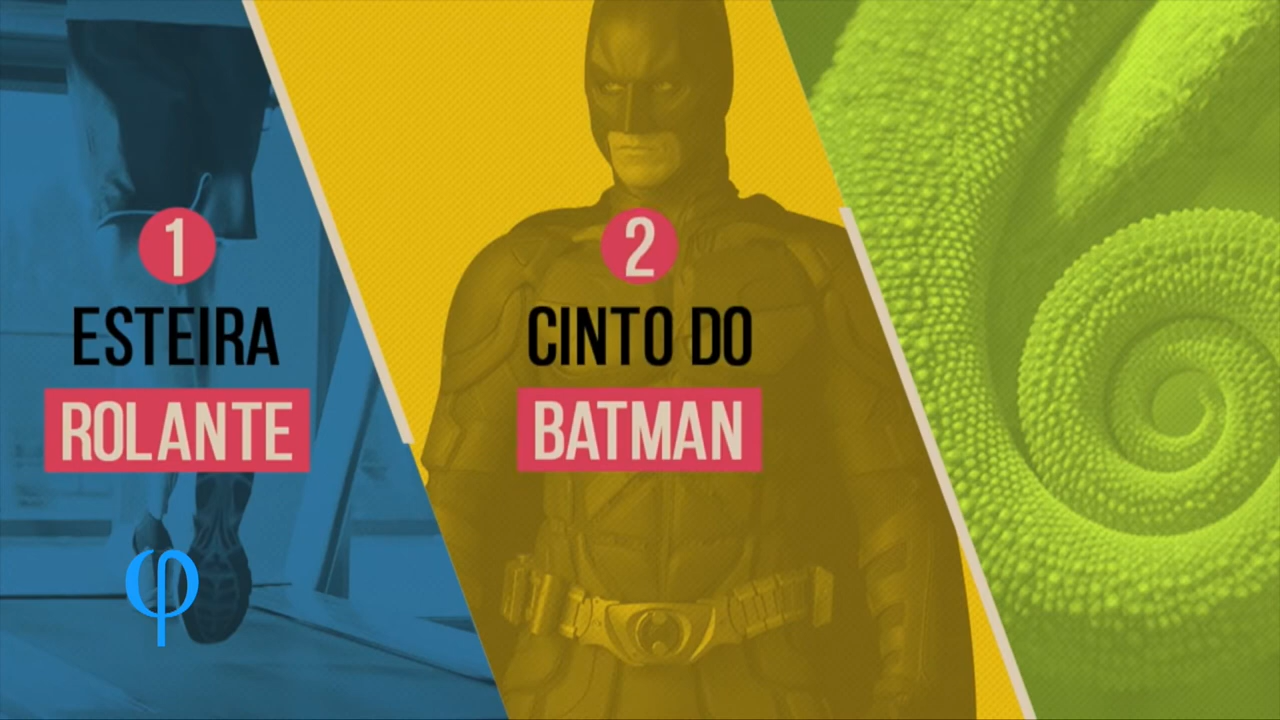 1
ESTEIRA
ROLANTE
2
CINTO DO
BATMAN
φ